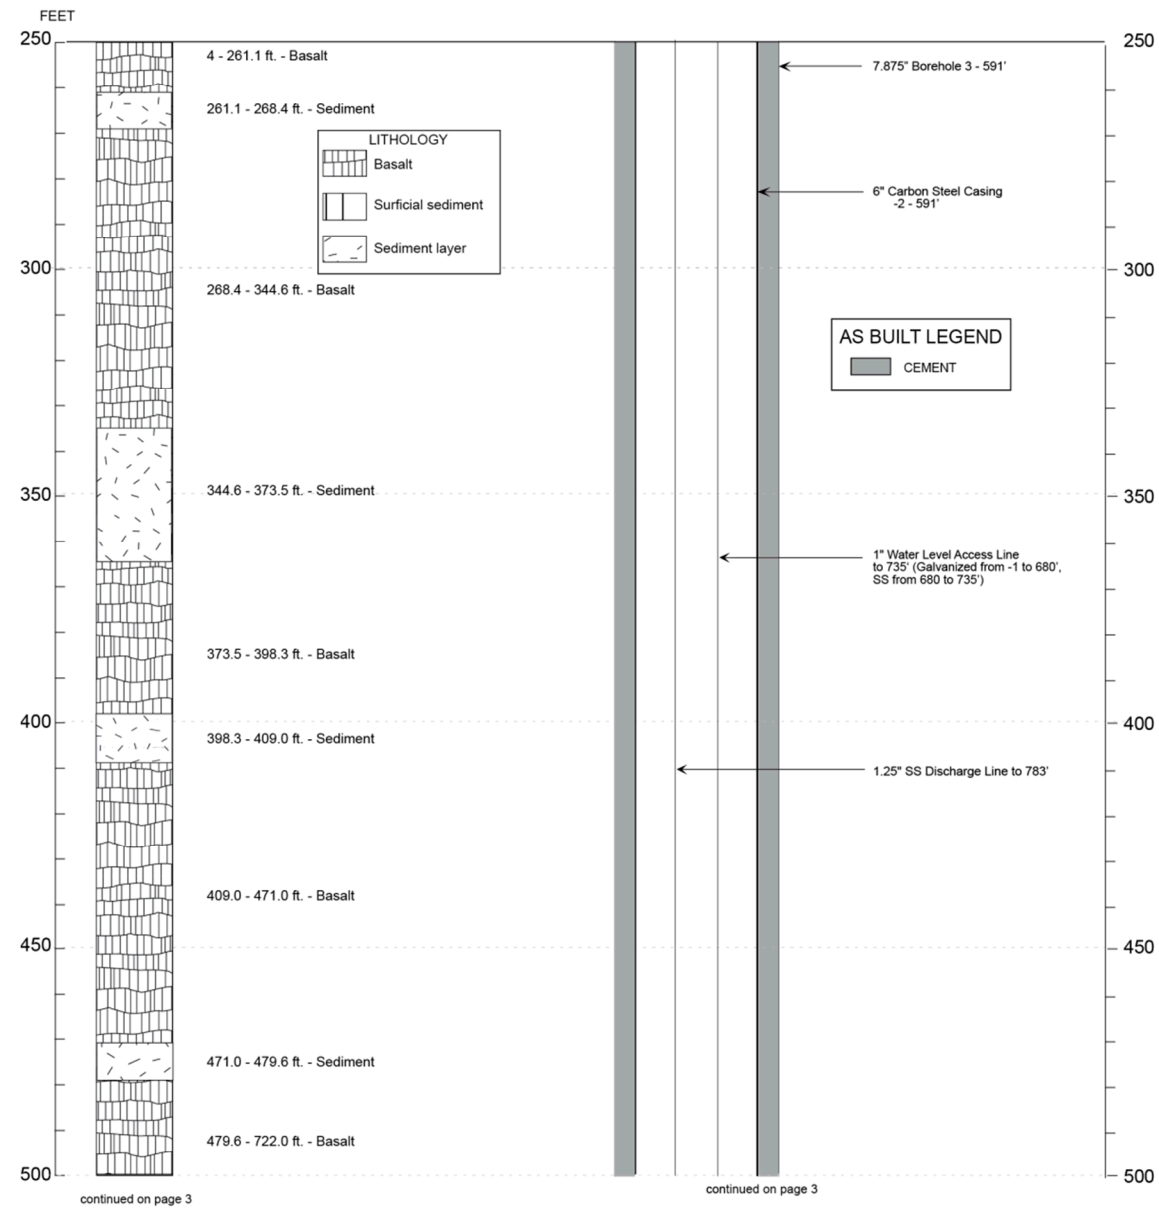 FEET
250
250
4 - 261.1 ft. - Basalt
7.875" Borehole 3 - 591'
261.1 - 268.4 ft. - Sediment
LITHOLOGY
Basalt
Surficial sediment
Sediment layer
6" Carbon Steel Casing
-2 - 591'
300
300
268.4 - 344.6 ft. - Basalt
AS BUILT LEGEND
CEMENT
344.6 - 373.5 ft. - Sediment
350
350
1" Water Level Access Line
to 735' (Galvanized from -1 to 680',
SS from 680 to 735')
373.5 - 398.3 ft. - Basalt
400
400
398.3 - 409.0 ft. - Sediment
1.25" SS Discharge Line to 783'
409.0 - 471.0 ft. - Basalt
450
450
471.0 - 479.6 ft. - Sediment
479.6 - 722.0 ft. - Basalt
500
500
continued on page 3
continued on page 3